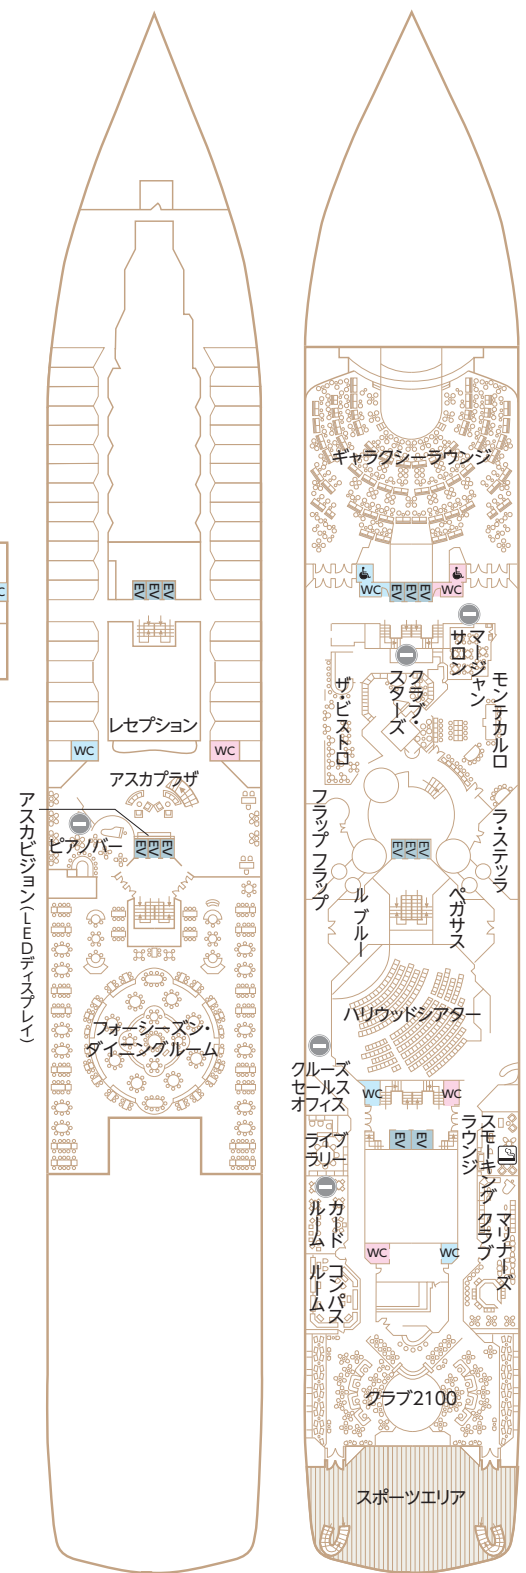 EV EV EV
レセプション
WC
WC
アスカプラザ
アスカビジョン(LEDディスプレイ)
ピアノバー
EV EV EV
フォーシーズン・
ダイニングルーム
C
ギャラクシーラウンジ
WC
EV EV EV
WC
マージャン
サロン
クラブ・
スターズ
ザ・ビストロ
モンテカルロ
フラップ フラップ
ラ・ステッラ
EV EV EV
ル ブルー
ペガサス
ハリウッドシアター
クルーズ
セールス
オフィス
WC
WC
EV EV
ライブ
ラリー
スモーキング
ラウンジ
カード
ルーム
マリナーズ
クラブ
WC
WC
コンパス
ルーム
クラブ2100
スポーツエリア